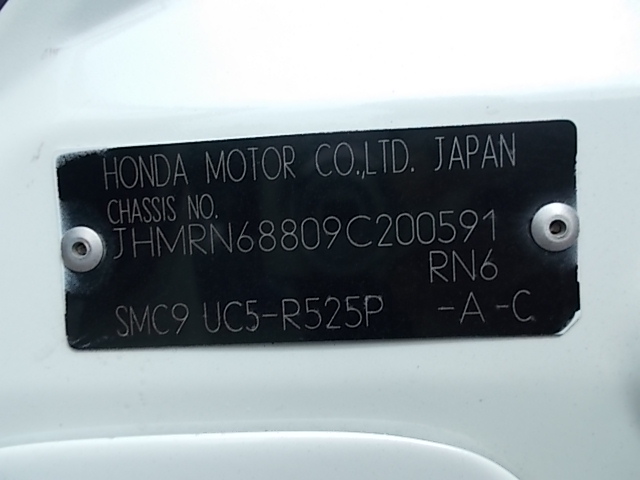 HONDA MOTOR CO.,LTD. JAPAN
CHASSIS NO.
JHMRN68809C200591
RN6
SMC9 UC5-R525P -A -C